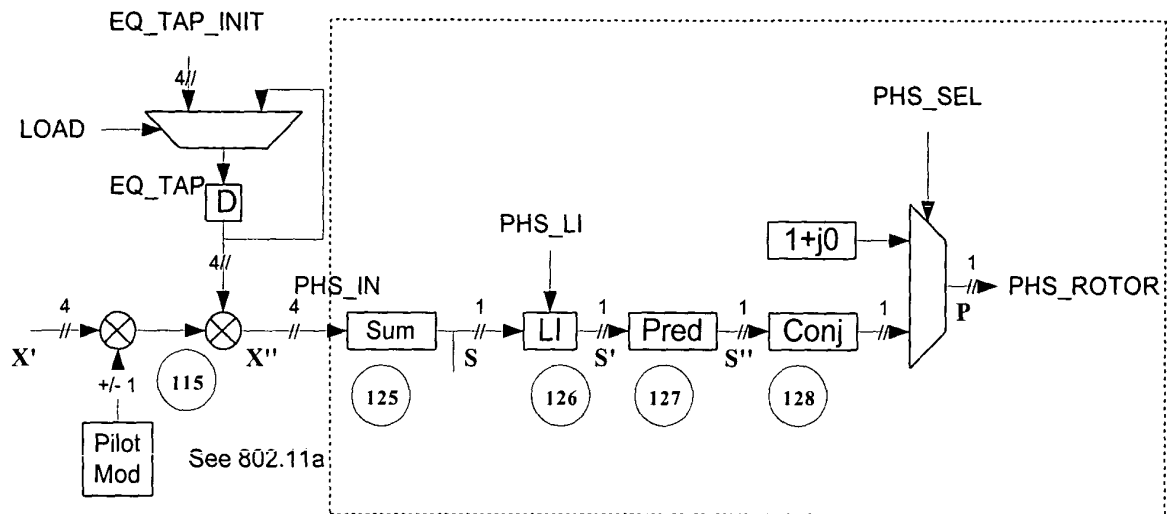 EQ_TAP_INIT
4//
LOAD
PHS_SEL
EQ_TAP
D
PHS_LI
1+j0
4//
PHS_IN
1
PHS_ROTOR
4
4
1
1
1
1
P
Sum
LI
Pred
Conj
X'
X''
S
S'
S''
+/- 1
115
125
126
127
128
Pilot
Mod
See 802.11a